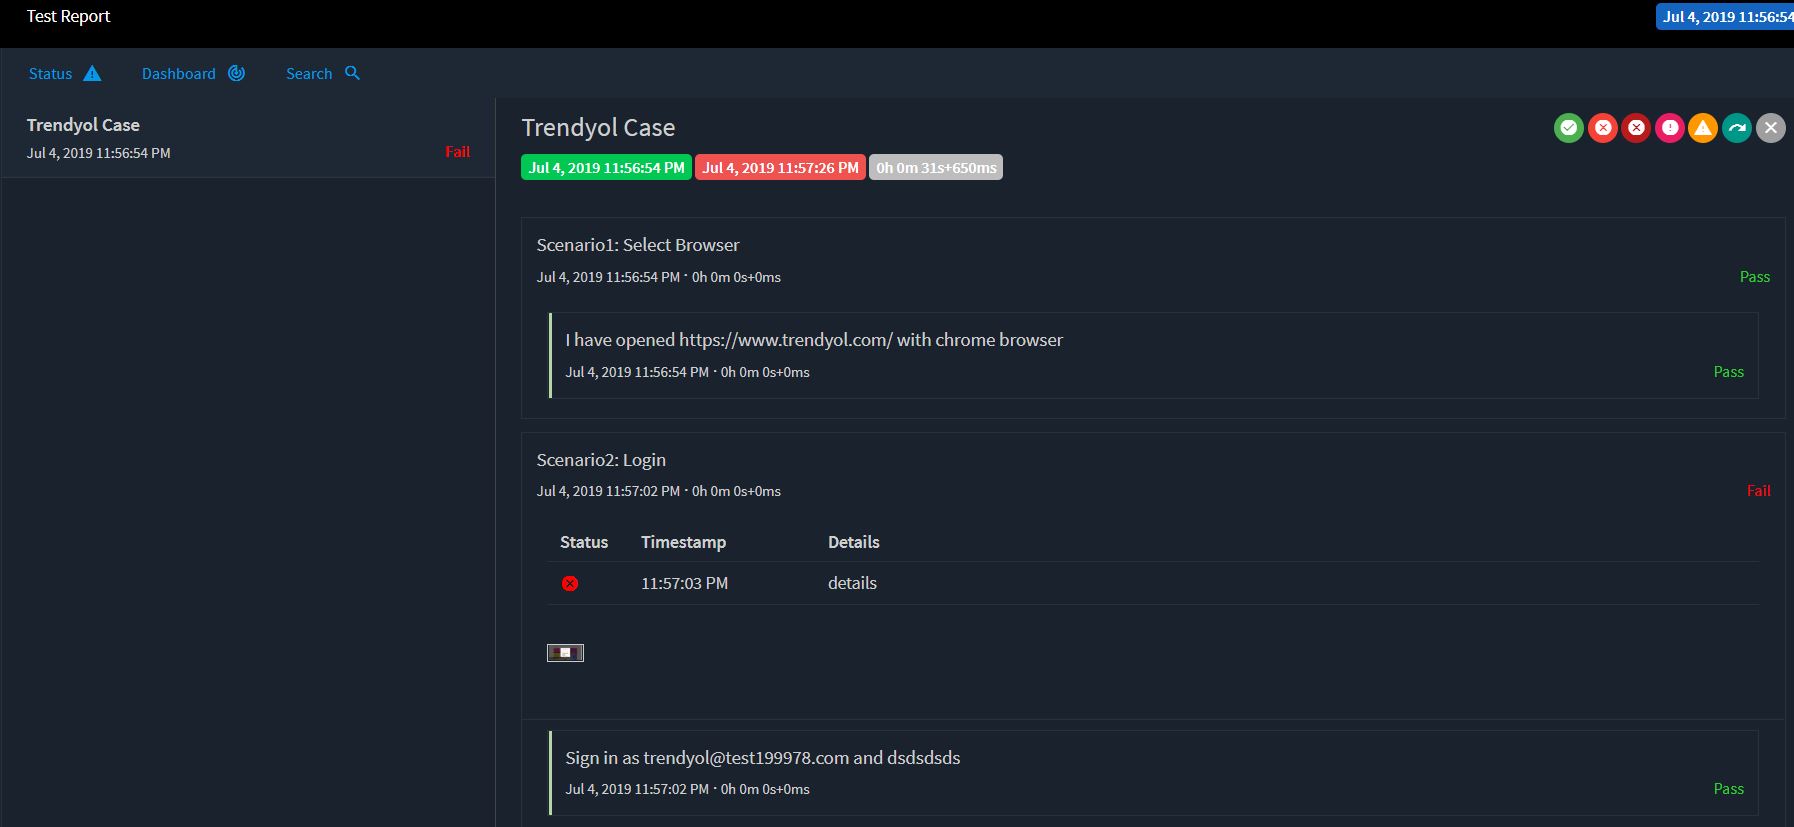 Test Report
Jul 4, 2019 11:56:54
Status Dashboard Search
Trendyol Case
Jul 4, 2019 11:56:54 PM
Fail
Trendyol Case
Jul 4, 2019 11:56:54 PM Jul 4, 2019 11:57:26 PM 0h 0m 31s+650ms
Scenario1: Select Browser
Jul 4, 2019 11:56:54 PM · 0h 0m 0s+0ms
Pass
I have opened https://www.trendyol.com/ with chrome browser
Jul 4, 2019 11:56:54 PM · 0h 0m 0s+0ms
Pass
Scenario2: Login
Jul 4, 2019 11:57:02 PM · 0h 0m 0s+0ms
Fail
Status Timestamp Details
11:57:03 PM details
Sign in as trendyol@test199978.com and dsdsdsds
Jul 4, 2019 11:57:02 PM · 0h 0m 0s+0ms
Pass